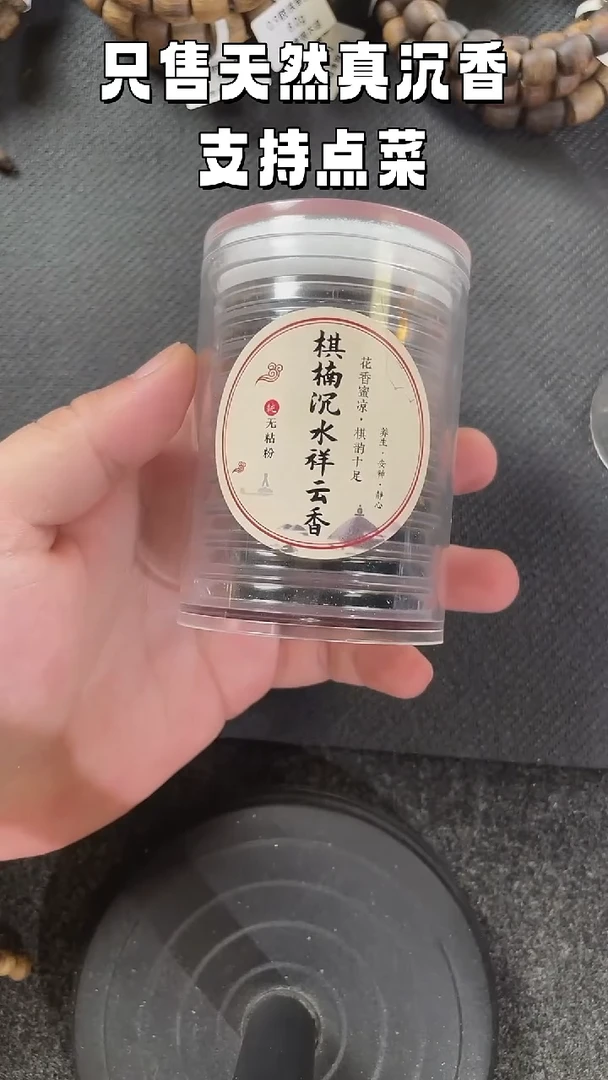 只售天然真沉香
支持点菜
棋楠沉水祥云香
花香蜜凉·棋韵十足
养生·安神·静心
纯无粘粉